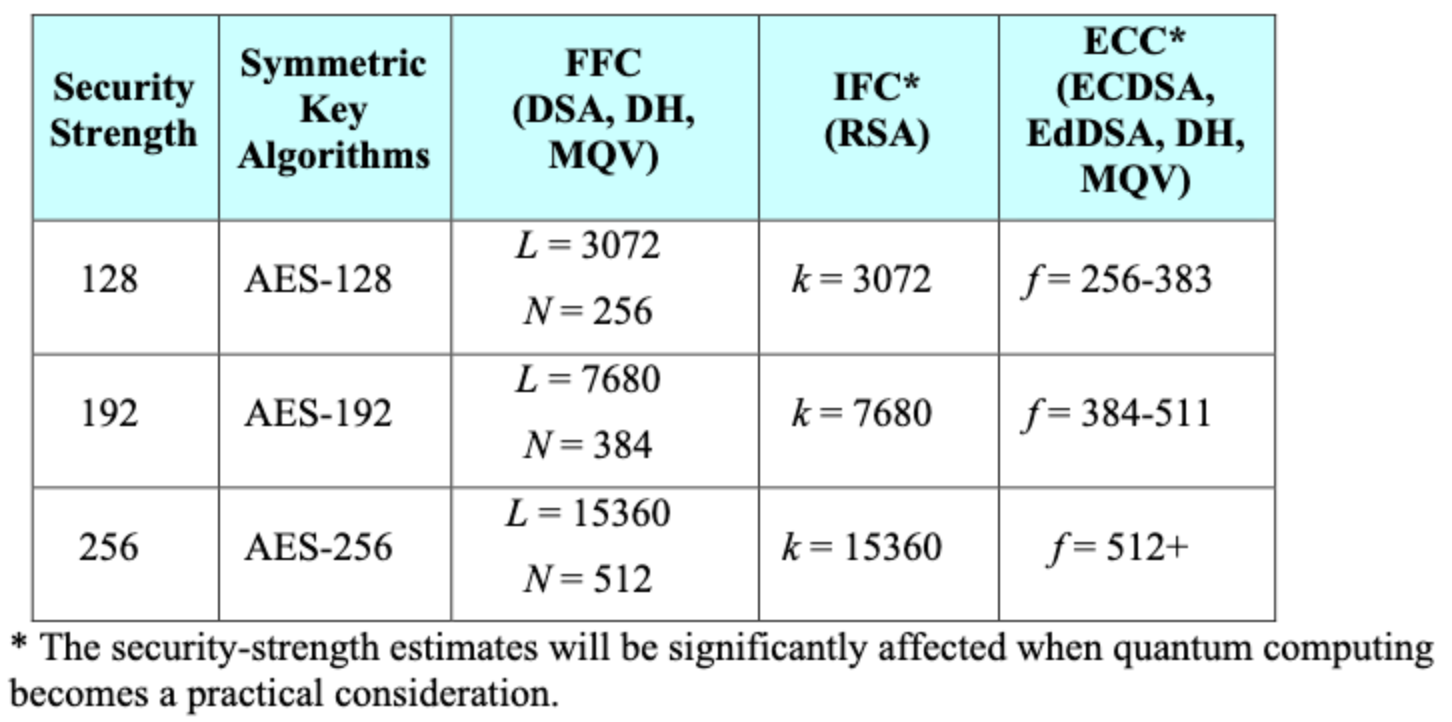 Security
Strength
Symmetric
Key
Algorithms
FFC
(DSA, DH,
MQV)
IFC*
(RSA)
ECC*
(ECDSA,
EdDSA, DH,
MQV)
128
AES-128
L = 3072
N = 256
k = 3072
f = 256-383
192
AES-192
L = 7680
N = 384
k = 7680
f = 384-511
256
AES-256
L = 15360
N = 512
k = 15360
f = 512+
* The security-strength estimates will be significantly affected when quantum computing
becomes a practical consideration.